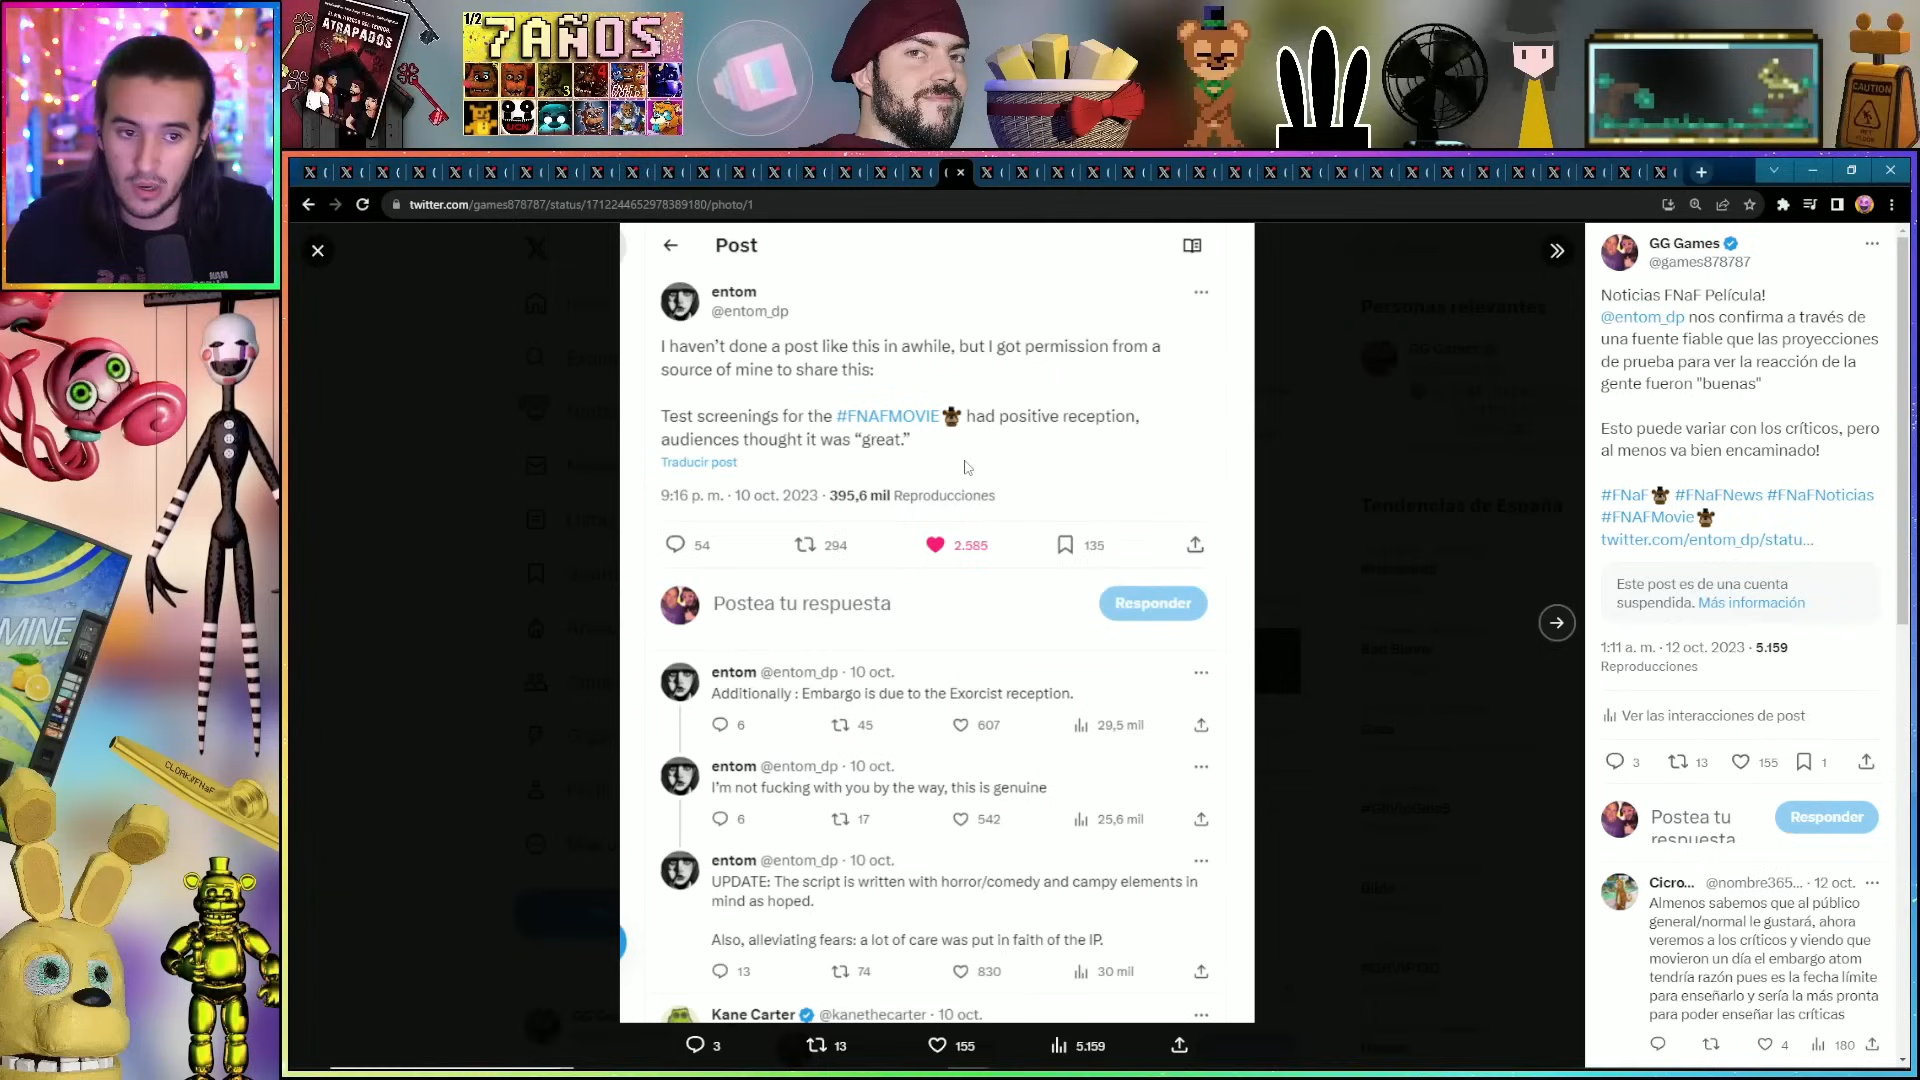 ATRAPADOS
1/2
7AÑOS
3
FNAF
WORLD
UCN
CAUTION
WET FLOOR
twitter.com/games878787/status/1712244652978389180/photo/1
Post
entom
@entom_dp
I haven't done a post like this in awhile, but I got permission from a
source of mine to share this:
Test screenings for the #FNAFMOVIE had positive reception,
audiences thought it was “great.”
Traducir post
9:16 p. m. · 10 oct. 2023 · 395,6 mil Reproducciones
54 294 2.585 135
Postea tu respuesta
Responder
entom @entom_dp · 10 oct.
Additionally : Embargo is due to the Exorcist reception.
6 45 607 29,5 mil
entom @entom_dp · 10 oct.
I'm not fucking with you by the way, this is genuine
6 17 542 25,6 mil
entom @entom_dp · 10 oct.
UPDATE: The script is written with horror/comedy and campy elements in
mind as hoped.
Also, alleviating fears: a lot of care was put in faith of the IP.
13 74 830 30 mil
Kane Carter @kanethecarter · 10 oct.
3 13 155 5.159
Personas relevantes
GG Games
Tendencias de España
Bad Bunny
GG Games
@games878787
Noticias FNaF Película!
@entom_dp nos confirma a través de
una fuente fiable que las proyecciones
de prueba para ver la reacción de la
gente fueron "buenas"
Esto puede variar con los críticos, pero
al menos va bien encaminado!
#FNaF #FNaFNews #FNaFNoticias
#FNAFMovie
twitter.com/entom_dp/statu...
Este post es de una cuenta
suspendida. Más información
1:11 a. m. · 12 oct. 2023 · 5.159
Reproducciones
Ver las interacciones de post
3 13 155 1
Postea tu
respuesta
Responder
Cicro... @nombre365... · 12 oct.
Almenos sabemos que al público
general/normal le gustará, ahora
veremos a los críticos y viendo que
movieron un día el embargo atom
tendría razón pues es la fecha límite
para enseñarlo y sería la más pronta
para poder enseñar las críticas
4 180
MINE
CLOAK//FNaF